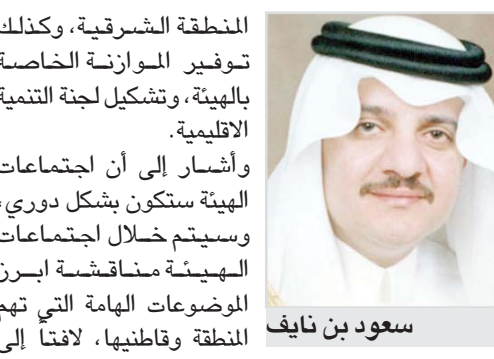 المنطقة الشرقية، وكذلك
توفير الموازنة الخاصة
بالهيئة، وتشكيل لجنة التنمية
الاقليمية.
وأشار إلى أن اجتماعات
الهيئة ستكون بشكل دوري،
وسيتم خلال اجتماعات
الهيئة مناقشة ابرز
الموضوعات الهامة التي تهم
المنطقة وقاطنيها، لافتاً إلى
سعود بن نايف